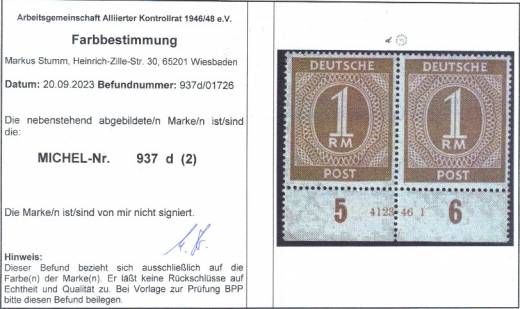 Arbeitsgemeinschaft Alliierter Kontrollrat 1946/48 e.V.
Farbbestimmung
Markus Stumm, Heinrich-Zille-Str. 30, 65201 Wiesbaden
Datum: 20.09.2023 Befundnummer: 937d/01726
Die nebenstehend abgebildete/n Marke/n ist/sind
die:
MICHEL-Nr. 937 d (2)
Die Marke/n ist/sind von mir nicht signiert.
Hinweis:
Dieser Befund bezieht sich ausschließlich auf die
Farbe(n) der Marke(n). Er läßt keine Rückschlüsse auf
Echtheit und Qualität zu. Bei Vorlage zur Prüfung BPP
bitte diesen Befund beilegen.
d
DEUTSCHE DEUTSCHE
1 1
RM RM
POST POST
5 4123 46 1 6